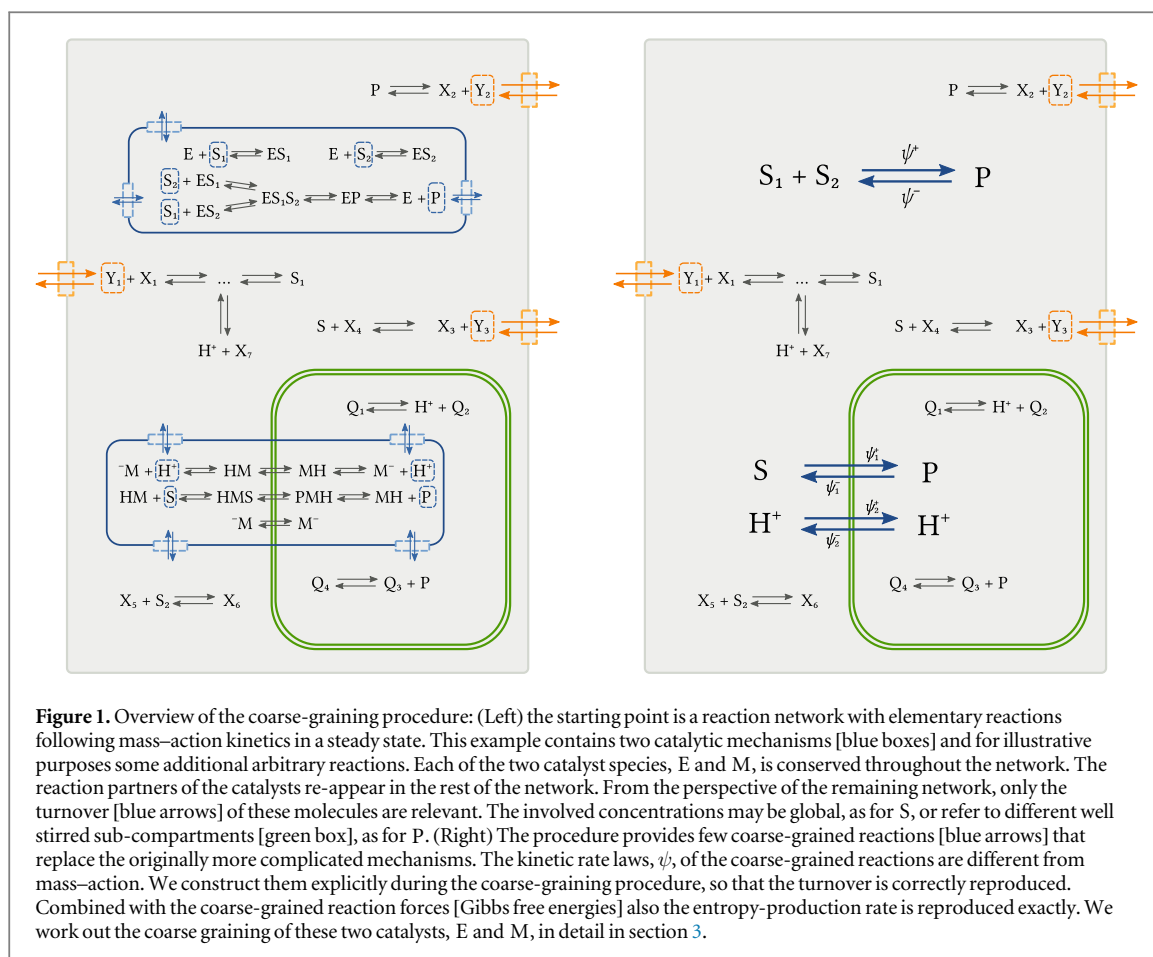 P ⇌ X₂ + Y₂
E + S₁ ⇌ ES₁ E + S₂ ⇌ ES₂
S₂ + ES₁
ES₁S₂ ⇌ EP ⇌ E + P
S₁ + ES₂
Y₁ + X₁ ⇌ ... ⇌ S₁
S + X₄ ⇌ X₃ + Y₃
H⁺ + X₇
Q₁ ⇌ H⁺ + Q₂
⁻M + H⁺ ⇌ HM ⇌ MH ⇌ M⁻ + H⁺
HM + S ⇌ HMS ⇌ PMH ⇌ MH + P
⁻M ⇌ M⁻
Q₄ ⇌ Q₃ + P
X₅ + S₂ ⇌ X₆
P ⇌ X₂ + Y₂
ψ⁺
S₁ + S₂ ⇌ P
ψ⁻
Y₁ + X₁ ⇌ ... ⇌ S₁
S + X₄ ⇌ X₃ + Y₃
H⁺ + X₇
Q₁ ⇌ H⁺ + Q₂
ψ₁⁺
S ⇌ P
ψ₁⁻
ψ₂⁺
H⁺ ⇌ H⁺
ψ₂⁻
Q₄ ⇌ Q₃ + P
X₅ + S₂ ⇌ X₆
Figure 1. Overview of the coarse-graining procedure: (Left) the starting point is a reaction network with elementary reactions
following mass–action kinetics in a steady state. This example contains two catalytic mechanisms [blue boxes] and for illustrative
purposes some additional arbitrary reactions. Each of the two catalyst species, E and M, is conserved throughout the network. The
reaction partners of the catalysts re-appear in the rest of the network. From the perspective of the remaining network, only the
turnover [blue arrows] of these molecules are relevant. The involved concentrations may be global, as for S, or refer to different well
stirred sub-compartments [green box], as for P. (Right) The procedure provides few coarse-grained reactions [blue arrows] that
replace the originally more complicated mechanisms. The kinetic rate laws, ψ, of the coarse-grained reactions are different from
mass–action. We construct them explicitly during the coarse-graining procedure, so that the turnover is correctly reproduced.
Combined with the coarse-grained reaction forces [Gibbs free energies] also the entropy-production rate is reproduced exactly. We
work out the coarse graining of these two catalysts, E and M, in detail in section 3.